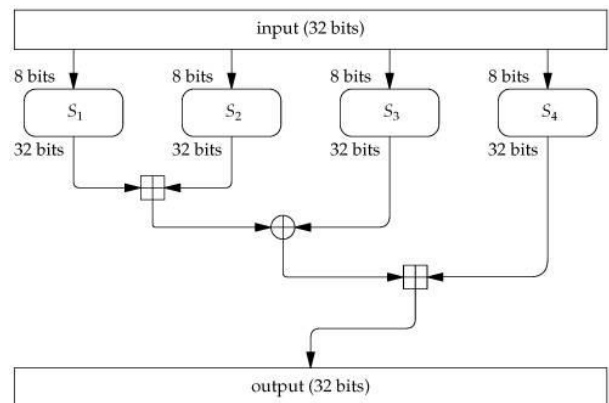 input (32 bits)
8 bits 8 bits 8 bits 8 bits
S1 S2 S3 S4
32 bits 32 bits 32 bits 32 bits
output (32 bits)